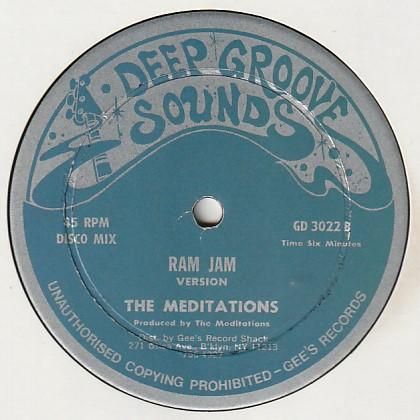 DEEP GROOVE
SOUNDS
45 RPM
DISCO MIX
GD 3022 B
Time Six Minutes
RAM JAM
VERSION
THE MEDITATIONS
Produced by The Meditations
Dist. by Gee's Record Shack
271 Ave., B'klyn, NY 11213
UNAUTHORISED COPYING PROHIBITED-GEE'S RECORDS